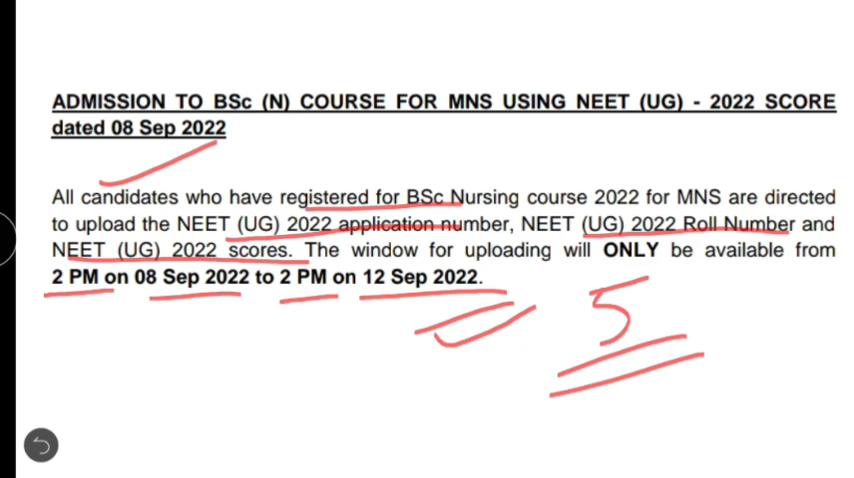 ADMISSION TO BSc (N) COURSE FOR MNS USING NEET (UG) - 2022 SCORE
dated 08 Sep 2022
All candidates who have registered for BSc Nursing course 2022 for MNS are directed
to upload the NEET (UG) 2022 application number, NEET (UG) 2022 Roll Number and
NEET (UG) 2022 scores. The window for uploading will ONLY be available from
2 PM on 08 Sep 2022 to 2 PM on 12 Sep 2022.
5